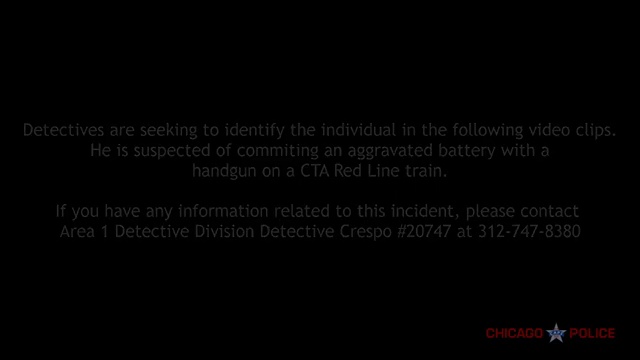 Detectives are seeking to identify the individual in the following video clips.
He is suspected of commiting an aggravated battery with a
handgun on a CTA Red Line train.
If you have any information related to this incident, please contact
Area 1 Detective Division Detective Crespo #20747 at 312-747-8380
CHICAGO POLICE